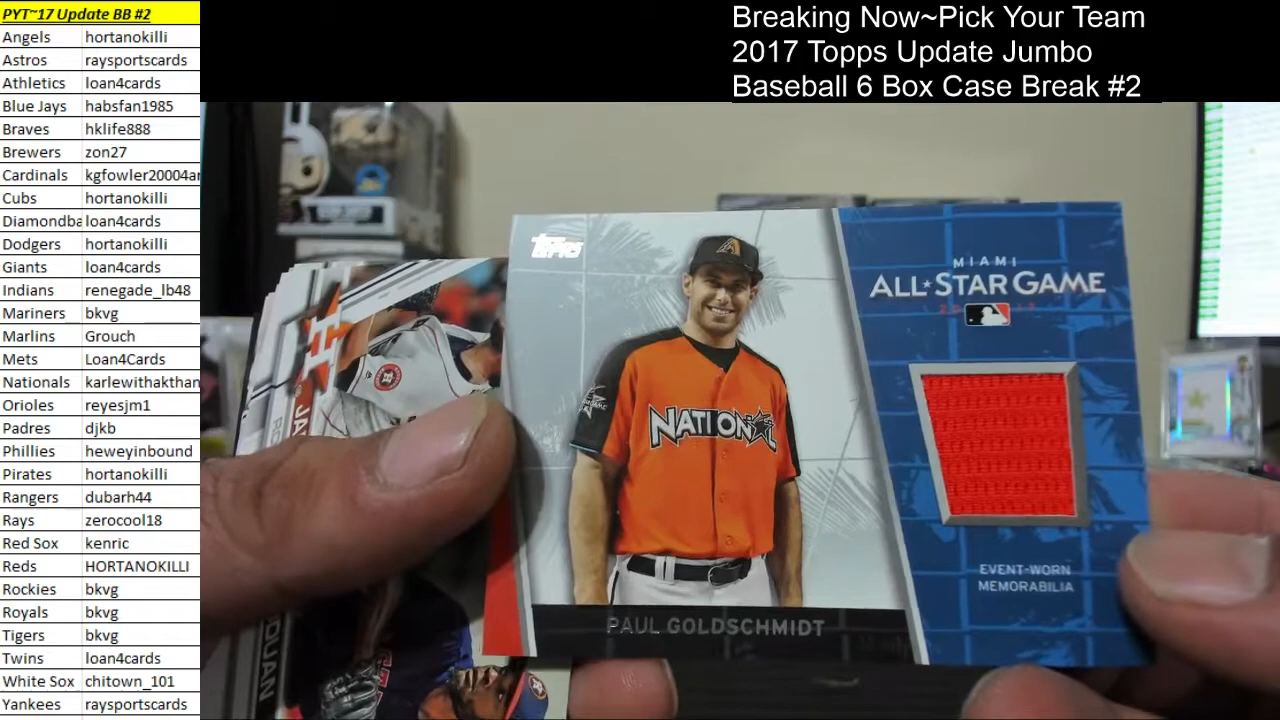 PYT~17 Update BB #2
Angels hortanokilli
Astros raysportscards
Athletics loan4cards
Blue Jays habsfan1985
Braves hklife888
Brewers zon27
Cardinals kgfowler20004ar
Cubs hortanokilli
Diamondba loan4cards
Dodgers hortanokilli
Giants loan4cards
Indians renegade_lb48
Mariners bkvg
Marlins Grouch
Mets Loan4Cards
Nationals karlewithakthan
Orioles reyesjm1
Padres djkb
Phillies heweyinbound
Pirates hortanokilli
Rangers dubarh44
Rays zerocool18
Red Sox kenric
Reds HORTANOKILLI
Rockies bkvg
Royals bkvg
Tigers bkvg
Twins loan4cards
White Sox chitown_101
Yankees raysportscards
Breaking Now~Pick Your Team
2017 Topps Update Jumbo
Baseball 6 Box Case Break #2
Topps
NATIONAL
PAUL GOLDSCHMIDT
MIAMI
ALL★STAR GAME
2017
EVENT-WORN
MEMORABILIA